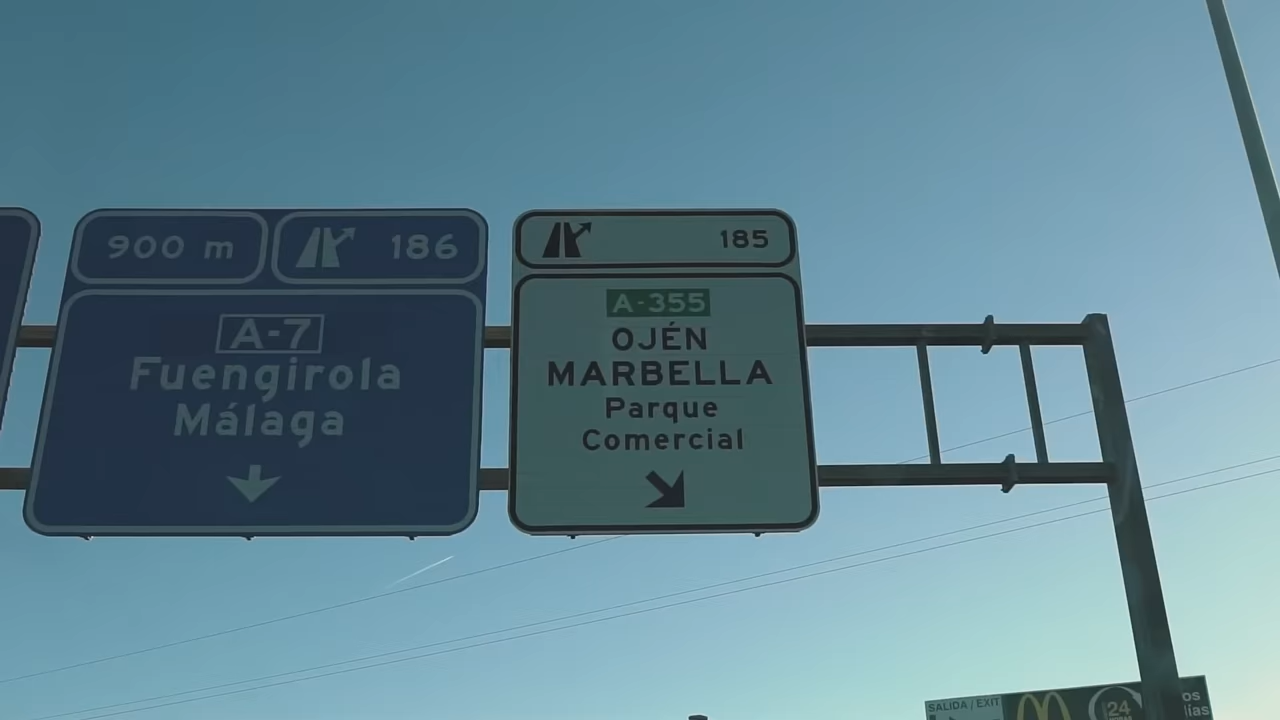 900 m
186
A-7
Fuengirola
Málaga
185
A-355
OJÉN
MARBELLA
Parque
Comercial
SALIDA / EXIT
24